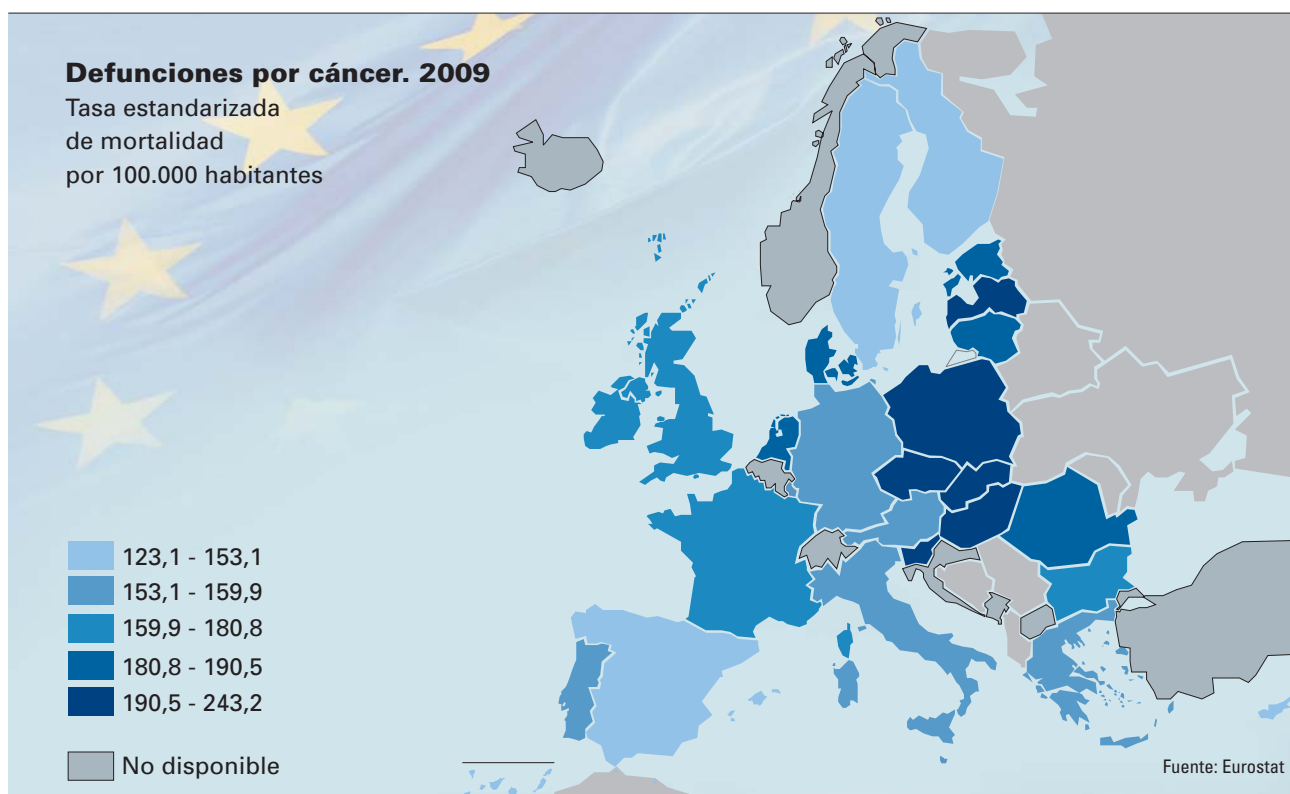 Defunciones por cáncer. 2009
Tasa estandarizada
de mortalidad
por 100.000 habitantes
123,1 - 153,1
153,1 - 159,9
159,9 - 180,8
180,8 - 190,5
190,5 - 243,2
No disponible
Fuente: Eurostat